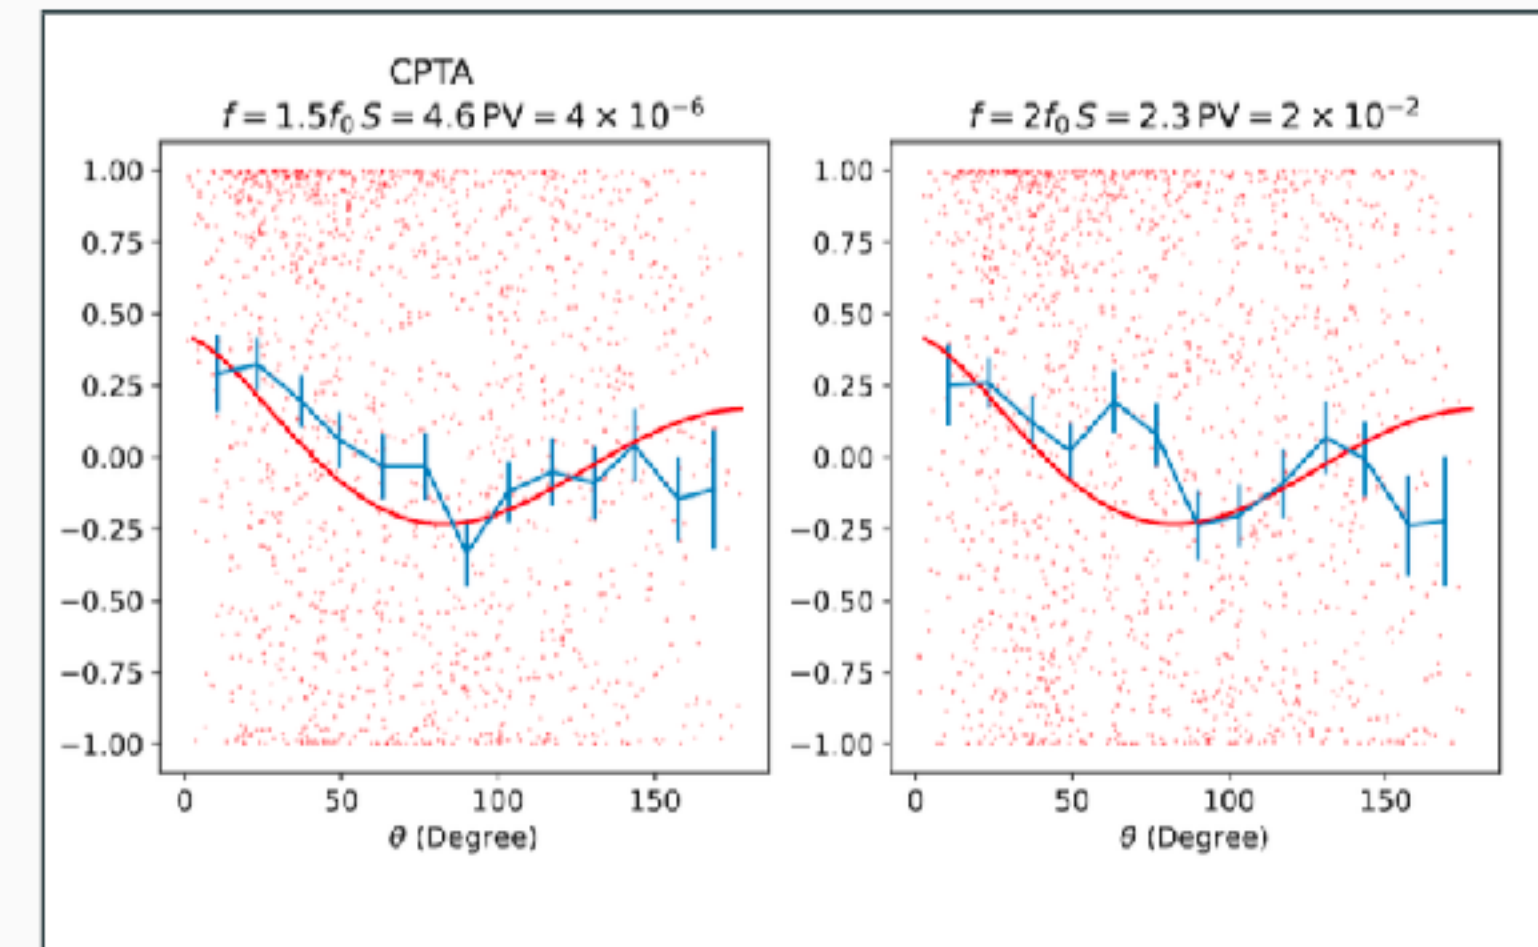 CPTA
f = 1.5f₀ S = 4.6 PV = 4 × 10⁻⁶
f = 2f₀ S = 2.3 PV = 2 × 10⁻²
1.00
0.75
0.50
0.25
0.00
−0.25
−0.50
−0.75
−1.00
0 50 100 150
θ (Degree)
1.00
0.75
0.50
0.25
0.00
−0.25
−0.50
−0.75
−1.00
0 50 100 150
θ (Degree)